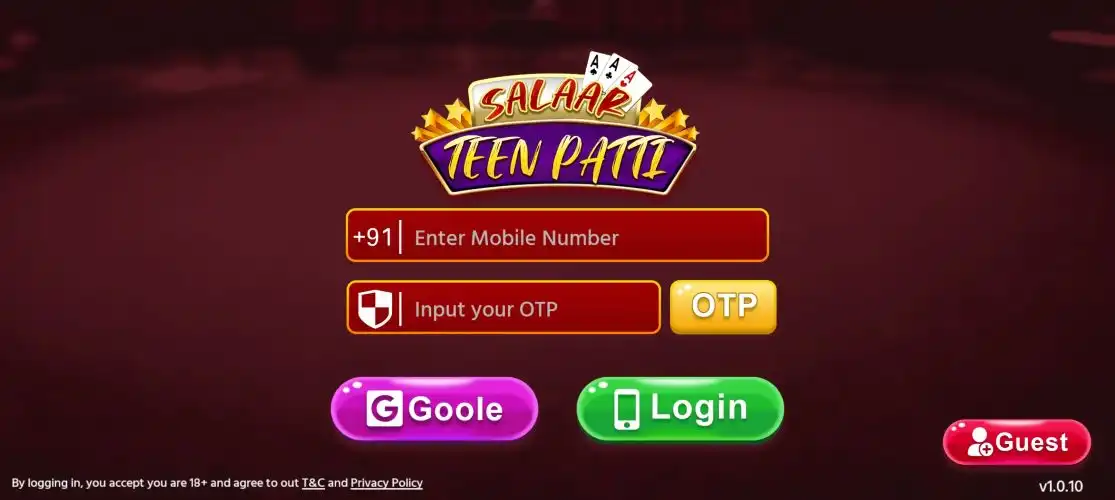 A A A
SALAAR
TEEN PATTI
+91 Enter Mobile Number
Input your OTP OTP
G Goole Login
Guest
By logging in, you accept you are 18+ and agree to out T&C and Privacy Policy
v1.0.10